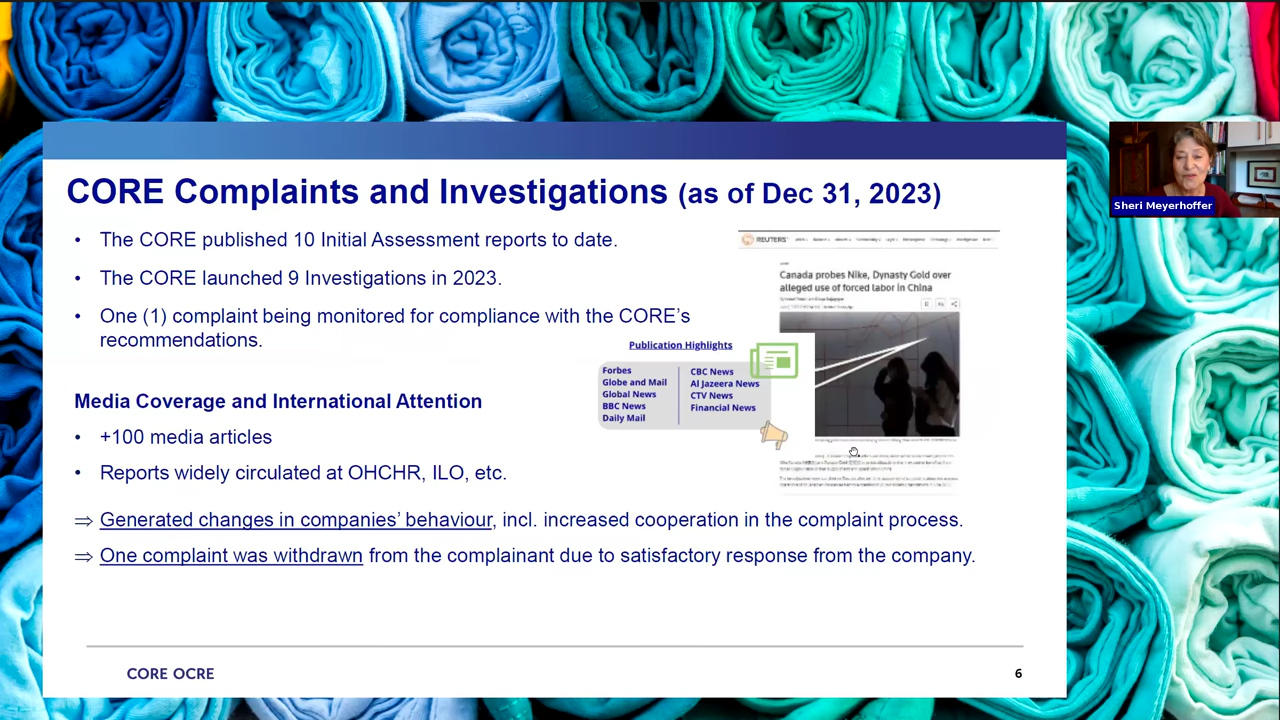 CORE Complaints and Investigations (as of Dec 31, 2023)
• The CORE published 10 Initial Assessment reports to date.
• The CORE launched 9 Investigations in 2023.
• One (1) complaint being monitored for compliance with the CORE's
recommendations.
REUTERS
Canada probes Nike, Dynasty Gold over
alleged use of forced labor in China
Publication Highlights
Forbes
Globe and Mail
Global News
BBC News
Daily Mail
CBC News
Al Jazeera News
CTV News
Financial News
Media Coverage and International Attention
• +100 media articles
• Reports widely circulated at OHCHR, ILO, etc.
⇒ Generated changes in companies' behaviour, incl. increased cooperation in the complaint process.
⇒ One complaint was withdrawn from the complainant due to satisfactory response from the company.
CORE OCRE
6
Sheri Meyerhoffer